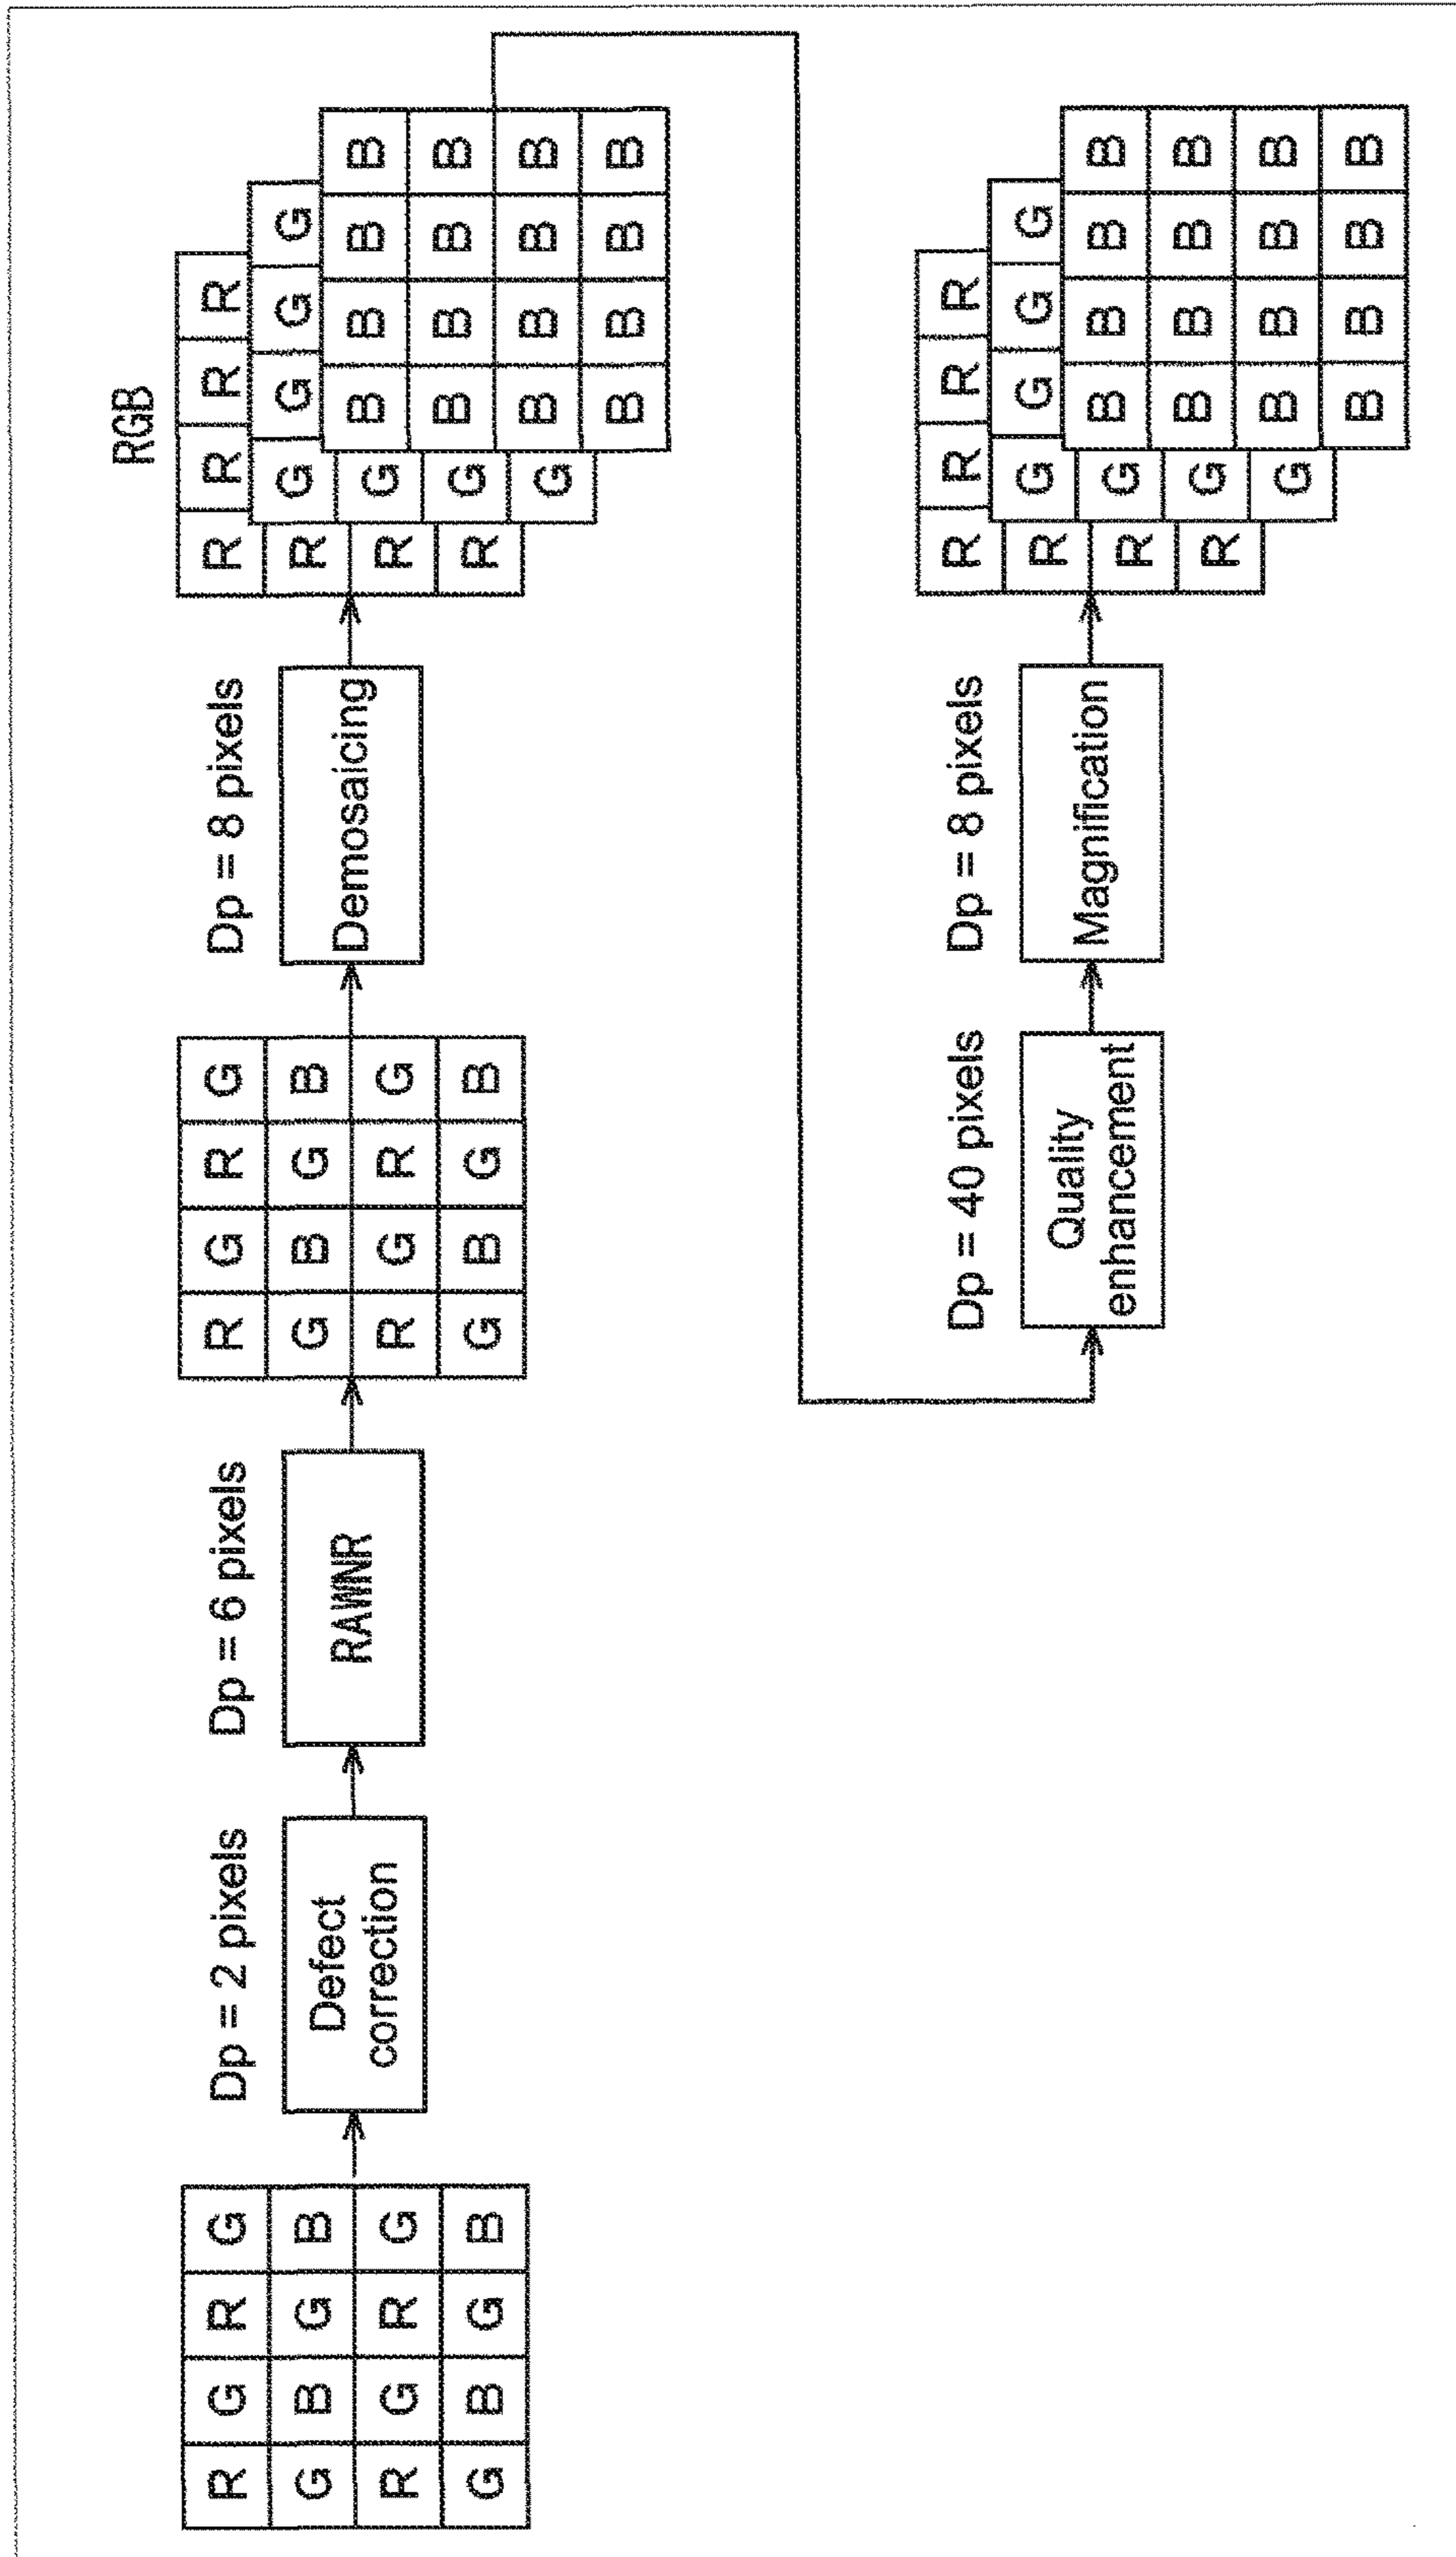 R G R G
G B G B
R G R G
G B G B
Dp = 2 pixels
Defect
correction
Dp = 6 pixels
RAWNR
R G R G
G B G B
R G R G
G B G B
Dp = 8 pixels
Demosaicing
RGB
R R R R
R G G G G
R G B B B B
R G B B B B
G B B B B
B B B B
Dp = 40 pixels
Quality
enhancement
Dp = 8 pixels
Magnification
R R R R
R G G G G
R G B B B B
R G B B B B
G B B B B
B B B B